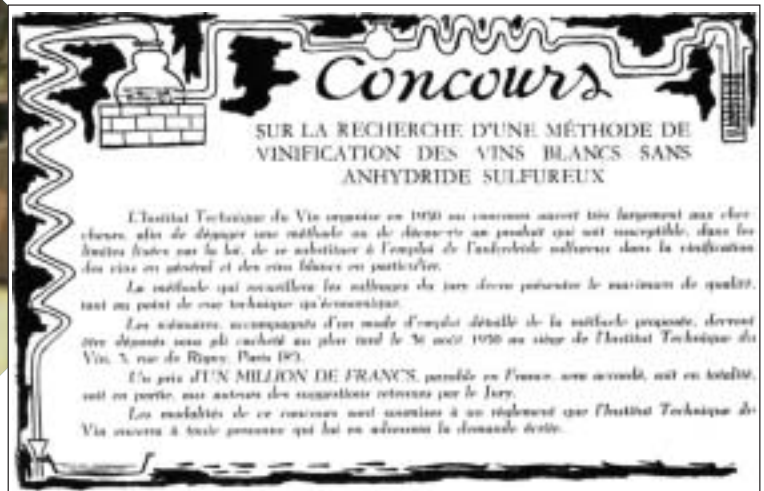 Concours
SUR LA RECHERCHE D'UNE MÉTHODE DE
VINIFICATION DES VINS BLANCS SANS
ANHYDRIDE SULFUREUX
L'Institut Technique du Vin organise en 1950 un concours ouvert très largement aux cher-
cheurs, afin de dégager une méthode ou de découvrir un produit qui soit susceptible, dans les
limites fixées par la loi, de se substituer à l'emploi de l'anhydride sulfureux dans la vinification
des vins en général et des vins blancs en particulier.
La méthode qui recueillera les suffrages du jury devra présenter le maximum de qualité,
tant au point de vue technique qu'économique.
Les mémoires, accompagnés d'un mode d'emploi détaillé de la méthode proposée, devront
être déposés sous pli cacheté au plus tard le août 1950 au siège de l'Institut Technique du
Vin, rue de Rigny, Paris
Un prix d'UN MILLION DE FRANCS, payable en France, sera accordé, soit en totalité,
soit en partie, aux auteurs des suggestions retenues par le Jury.
Les modalités de ce concours sont soumises à un règlement que l'Institut Technique du
Vin enverra à toute personne qui lui en adressera la demande écrite.